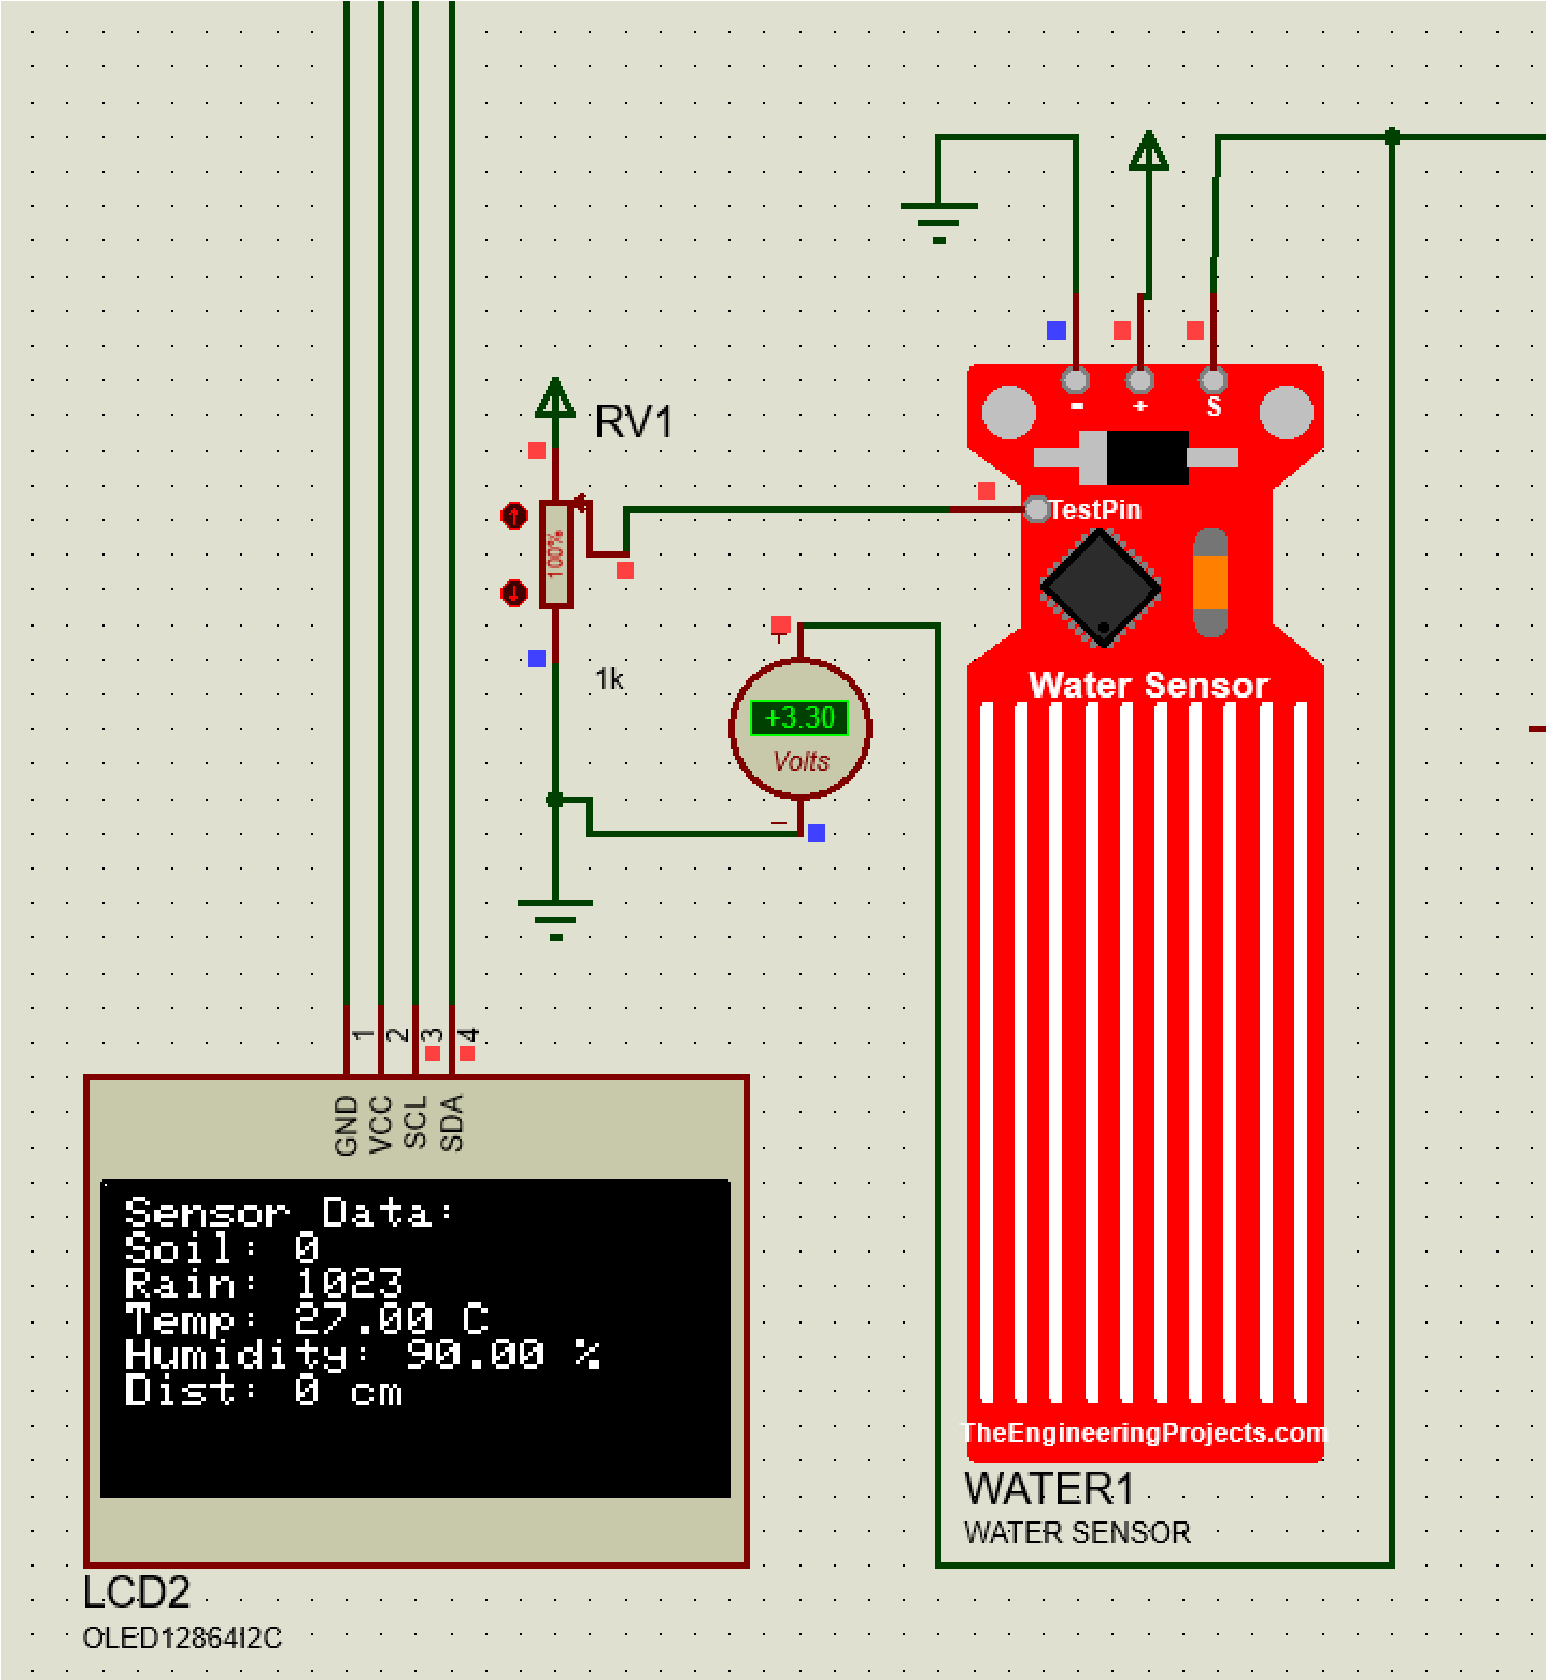 - + S
RV1
TestPin
100%
1k
Water Sensor
+
+3.30
Volts
–
1 2 3 4
GND VCC SCL SDA
Sensor Data:
Soil: 0
Rain: 1023
Temp: 27.00 C
Humidity: 90.00 %
Dist: 0 cm
TheEngineeringProjects.com
WATER1
WATER SENSOR
LCD2
OLED12864I2C